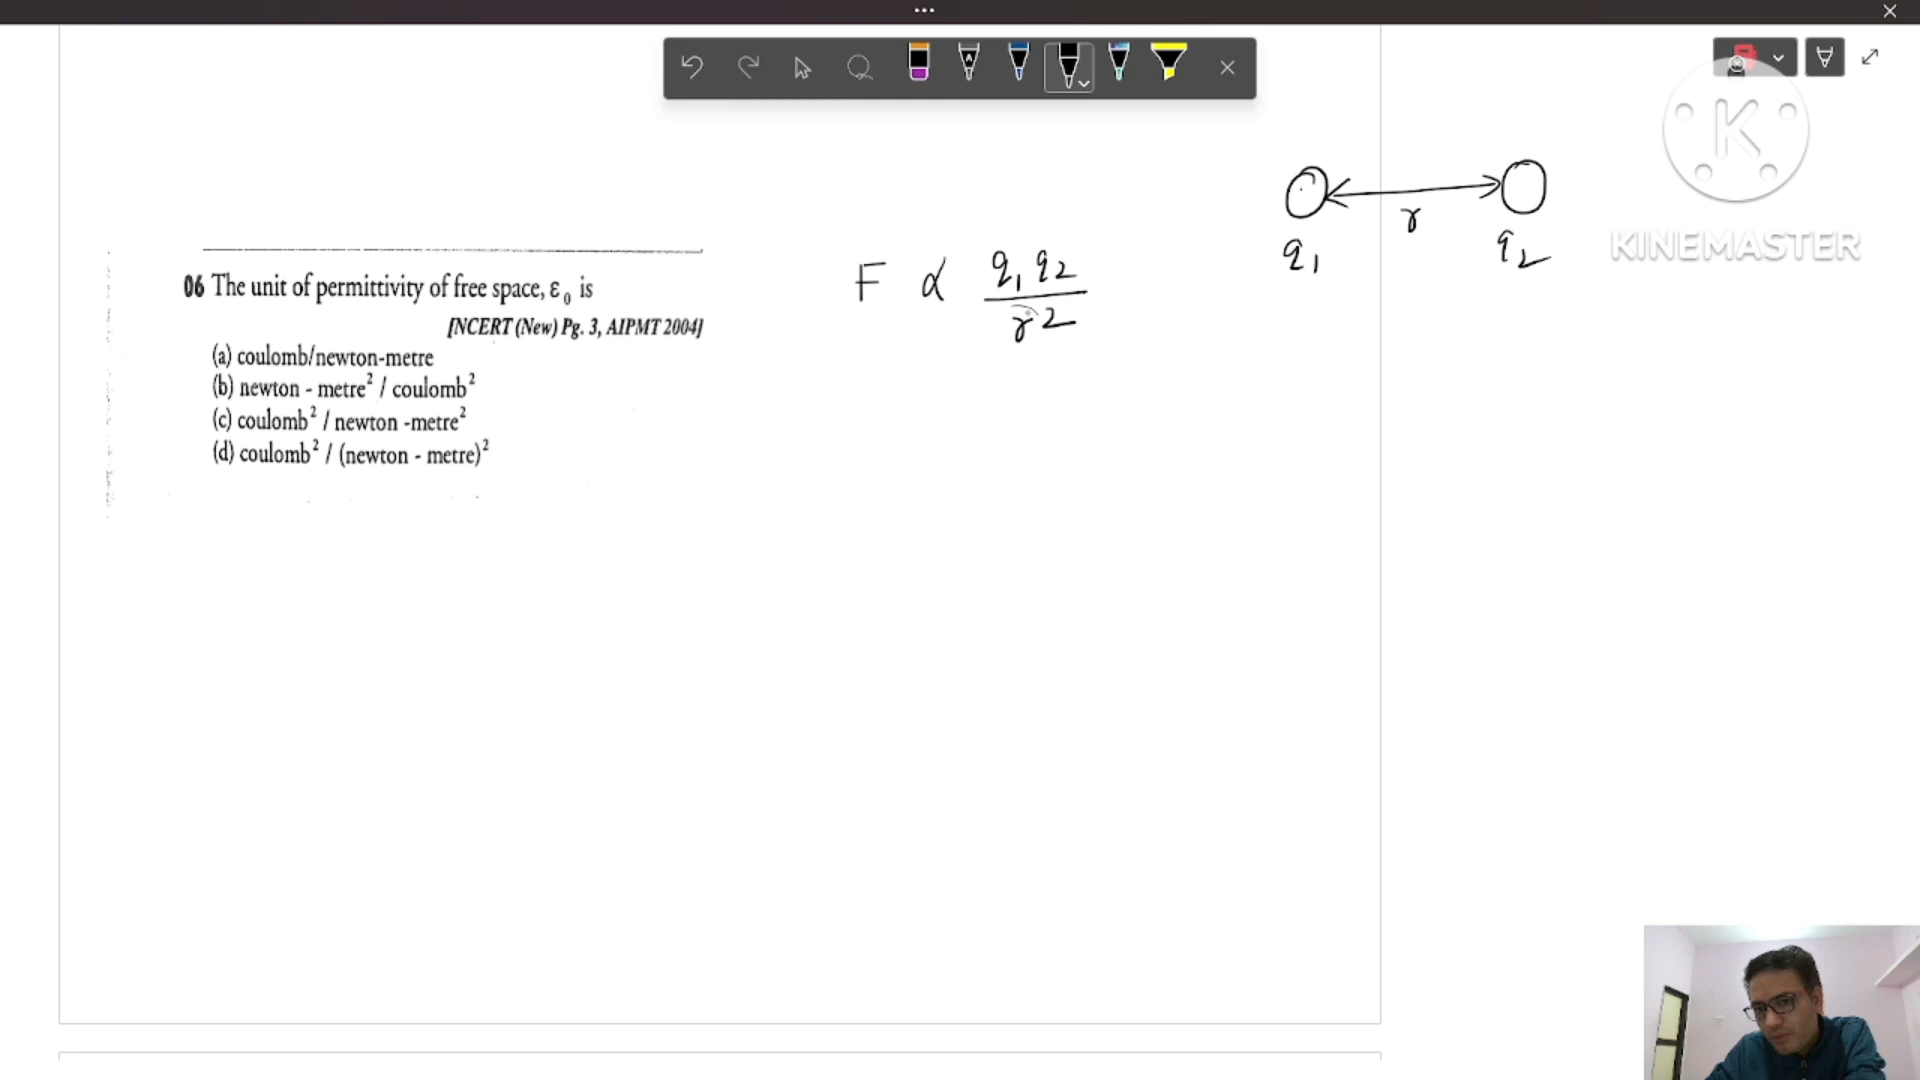 KINEMASTER
q₁ r q₂
06 The unit of permittivity of free space, ε₀ is
[NCERT (New) Pg. 3, AIPMT 2004]
(a) coulomb/newton-metre
(b) newton - metre² / coulomb²
(c) coulomb² / newton -metre²
(d) coulomb² / (newton - metre)²
F ∝ q₁ q₂ / r²